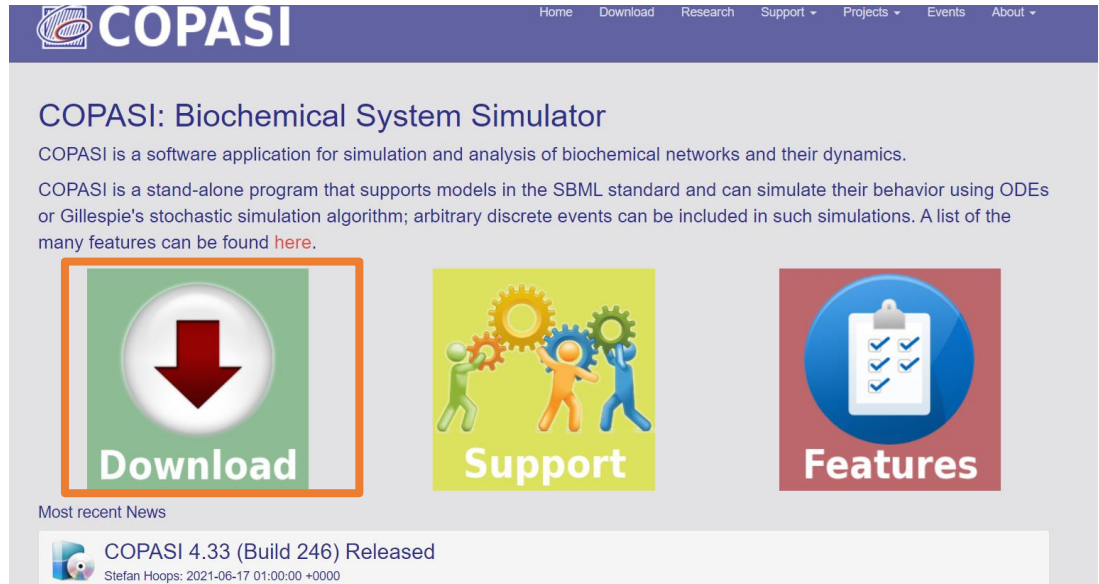 COPASI
Home Download Research Support Projects Events About
COPASI: Biochemical System Simulator
COPASI is a software application for simulation and analysis of biochemical networks and their dynamics.
COPASI is a stand-alone program that supports models in the SBML standard and can simulate their behavior using ODEs
or Gillespie's stochastic simulation algorithm; arbitrary discrete events can be included in such simulations. A list of the
many features can be found here.
Download
Support
Features
Most recent News
COPASI 4.33 (Build 246) Released
Stefan Hoops: 2021-06-17 01:00:00 +0000